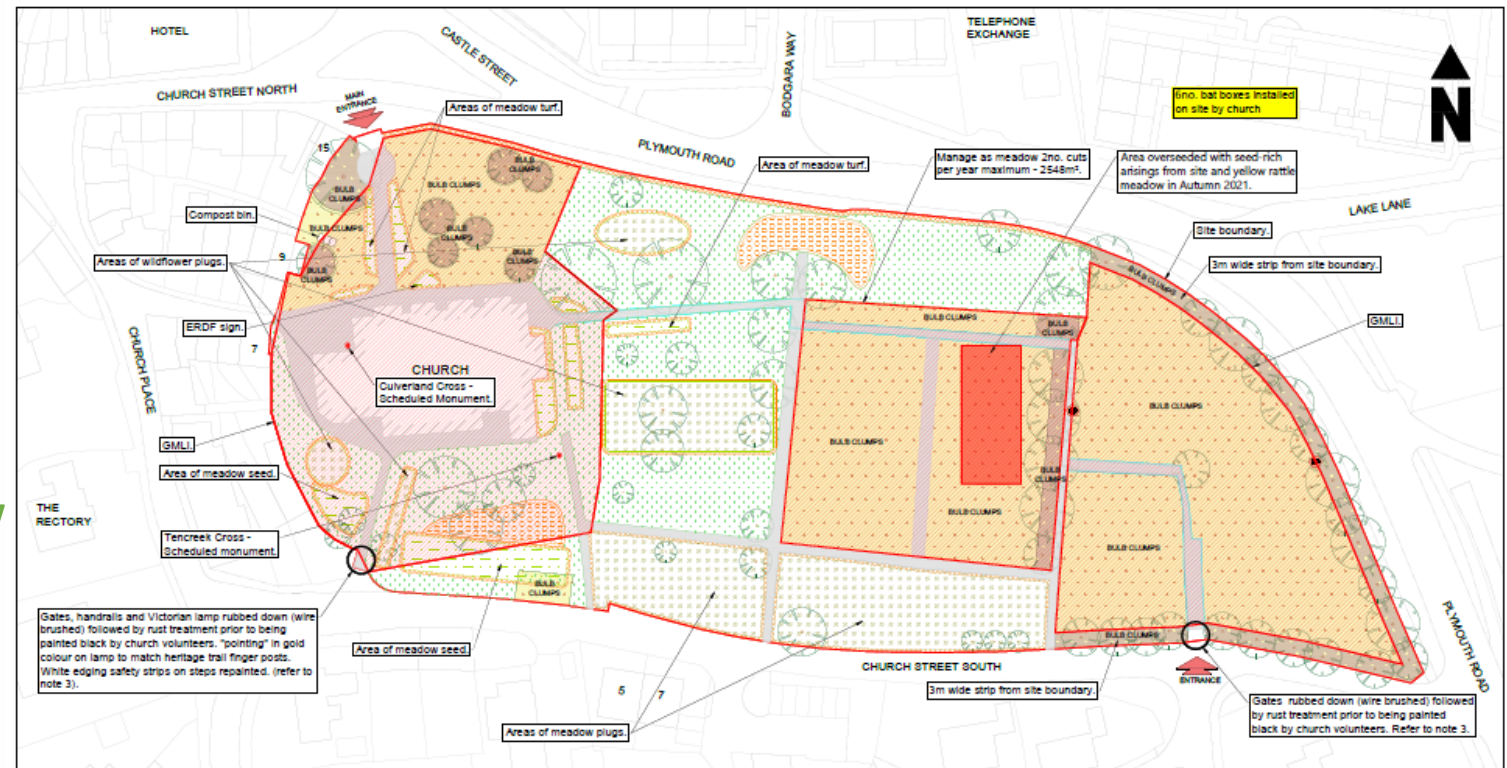 HOTEL
CASTLE STREET
BODGARA WAY
TELEPHONE
EXCHANGE
CHURCH STREET NORTH
MAIN
ENTRANCE
6no. bat boxes installed
on site by church
N
Areas of meadow turf.
PLYMOUTH ROAD
15
Area of meadow turf.
Manage as meadow 2no. cuts
per year maximum - 2548m².
Area overseeded with seed-rich
arisings from site and yellow rattle
meadow in Autumn 2021.
BULB
CLUMPS
BULB CLUMPS
BULB
CLUMPS
LAKE LANE
Compost bin.
BULB CLUMPS
BULB
CLUMPS
Site boundary.
Areas of wildflower plugs.
9
BULB
CLUMPS
BULB
CLUMPS
3m wide strip from site boundary.
BULB CLUMPS
ERDF sign.
BULB CLUMPS
BULB
CLUMPS
GMLI.
CHURCH PLACE
7
CHURCH
Culverland Cross -
Scheduled Monument.
BULB CLUMPS
GMLI.
BULB CLUMPS
Area of meadow seed.
BULB
CLUMPS
THE
RECTORY
BULB CLUMPS
Tencreek Cross -
Scheduled monument.
BULB CLUMPS
BULB
CLUMPS
Gates, handrails and Victorian lamp rubbed down (wire
brushed) followed by rust treatment prior to being
painted black by church volunteers. "pointing" in gold
colour on lamp to match heritage trail finger posts.
White edging safety strips on steps repainted. (refer to
note 3).
Area of meadow seed.
BULB CLUMPS
PLYMOUTH ROAD
CHURCH STREET SOUTH
ENTRANCE
5
7
3m wide strip from site boundary.
Areas of meadow plugs.
Gates rubbed down (wire brushed) followed
by rust treatment prior to being painted
black by church volunteers. Refer to note 3.